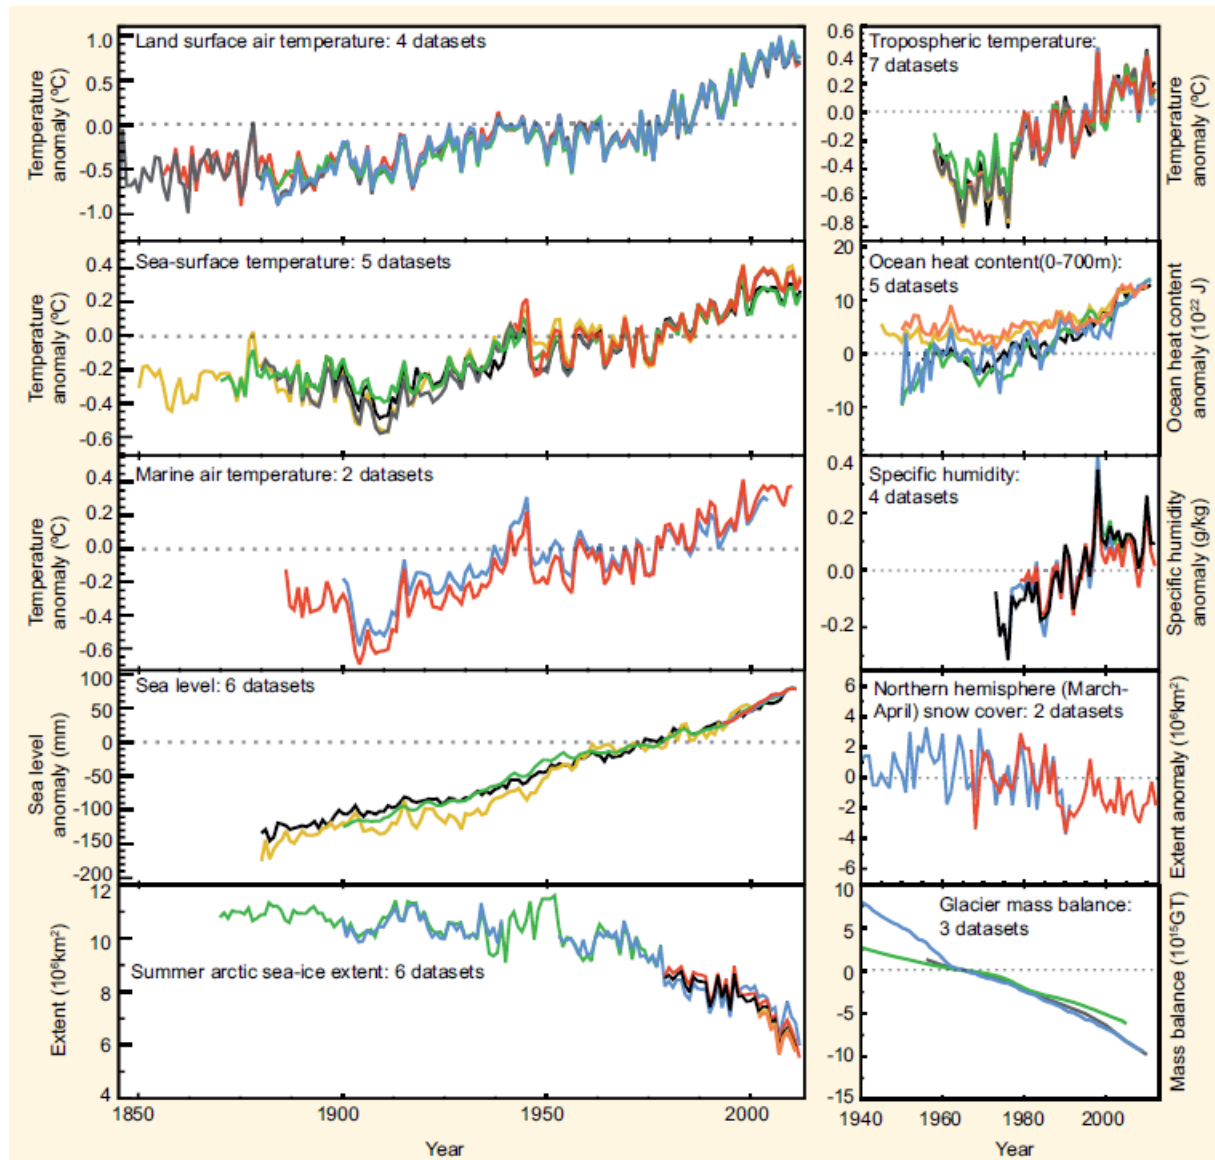 Land surface air temperature: 4 datasets
Temperature
anomaly (ºC)
1.0
0.5
0.0
-0.5
-1.0
Sea-surface temperature: 5 datasets
Temperature
anomaly (ºC)
0.4
0.2
0.0
-0.2
-0.4
-0.6
Marine air temperature: 2 datasets
Temperature
anomaly (ºC)
0.4
0.2
0.0
-0.2
-0.4
-0.6
Sea level: 6 datasets
Sea level
anomaly (mm)
100
50
0
-50
-100
-150
-200
Summer arctic sea-ice extent: 6 datasets
Extent (10⁶km²)
12
10
8
6
4
1850
1900
1950
2000
Year
Tropospheric temperature:
7 datasets
Temperature
anomaly (ºC)
0.6
0.4
0.2
0.0
-0.2
-0.4
-0.6
-0.8
Ocean heat content(0-700m):
5 datasets
Ocean heat content
anomaly (10²² J)
20
10
0
-10
Specific humidity:
4 datasets
Specific humidity
anomaly (g/kg)
0.4
0.2
0.0
-0.2
Northern hemisphere (March-
April) snow cover: 2 datasets
Extent anomaly (10⁶km²)
6
4
2
0
-2
-4
-6
Glacier mass balance:
3 datasets
Mass balance (10¹⁵GT)
10
5
0
-5
-10
-15
1940
1960
1980
2000
Year